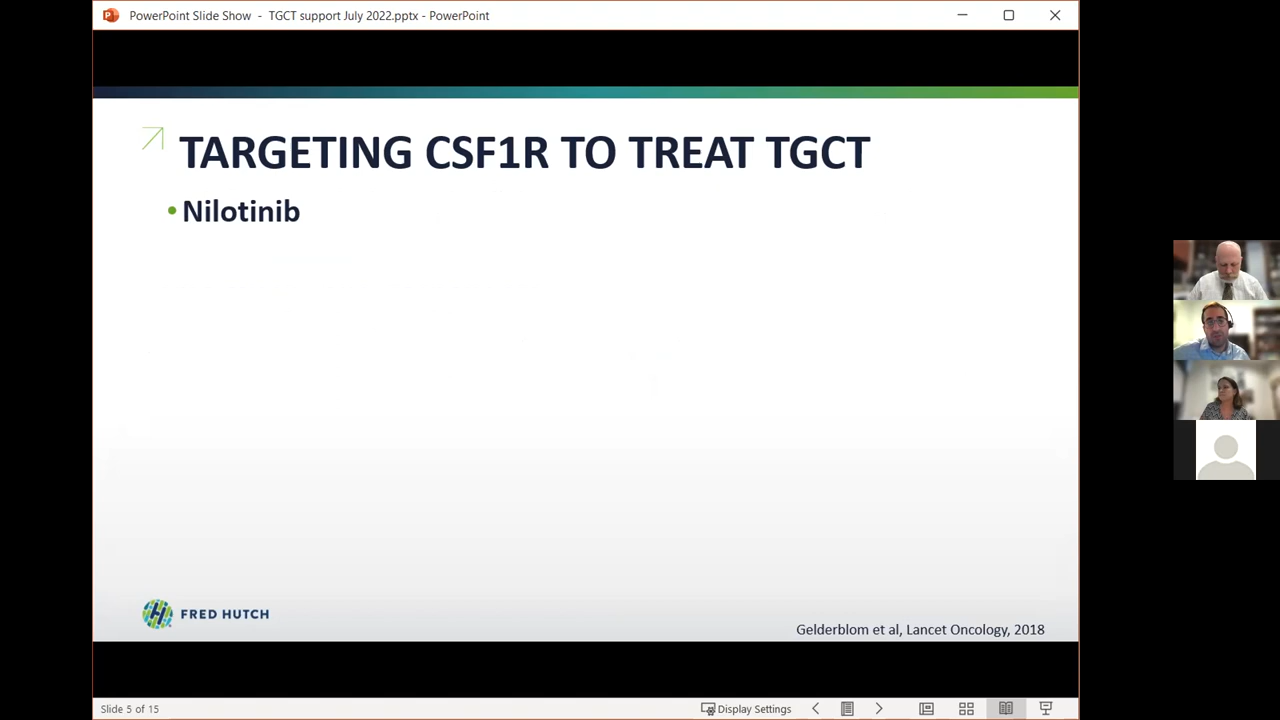 PowerPoint Slide Show - TGCT support July 2022.pptx - PowerPoint
TARGETING CSF1R TO TREAT TGCT
• Nilotinib
FRED HUTCH
Gelderblom et al, Lancet Oncology, 2018
Slide 5 of 15
Display Settings